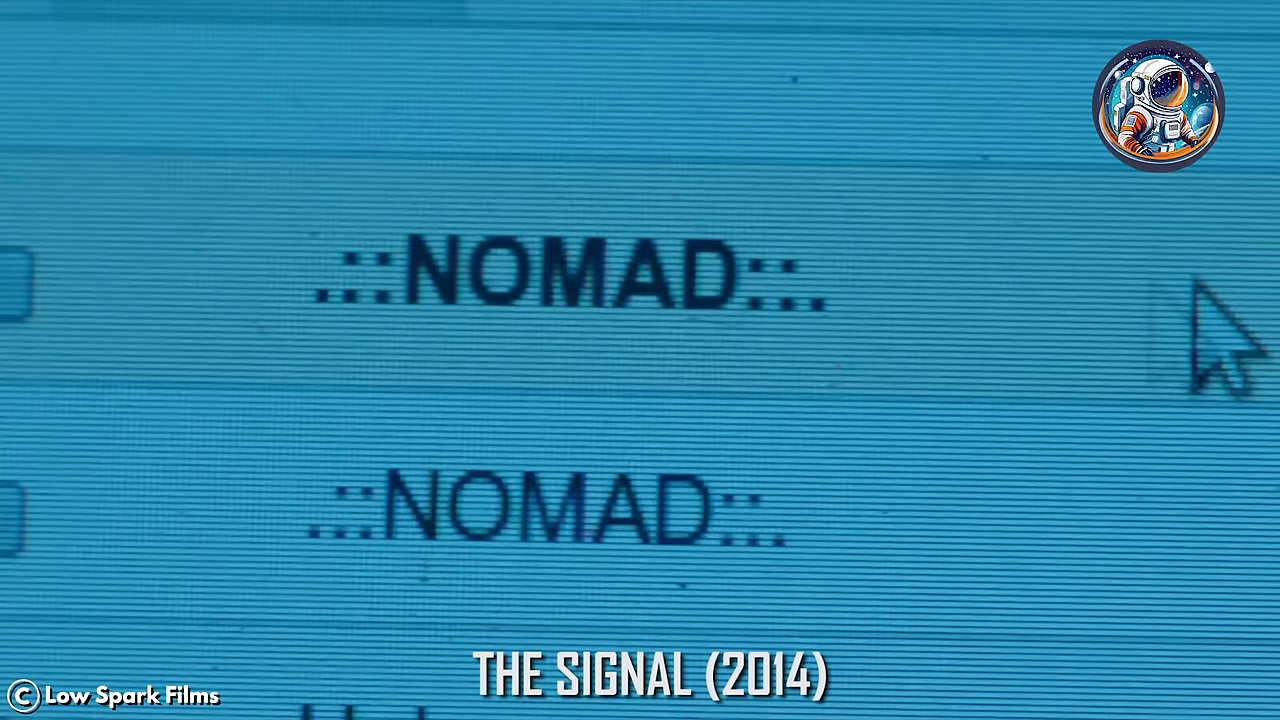 .::NOMAD::.
.::NOMAD::.
THE SIGNAL (2014)
© Low Spark Films